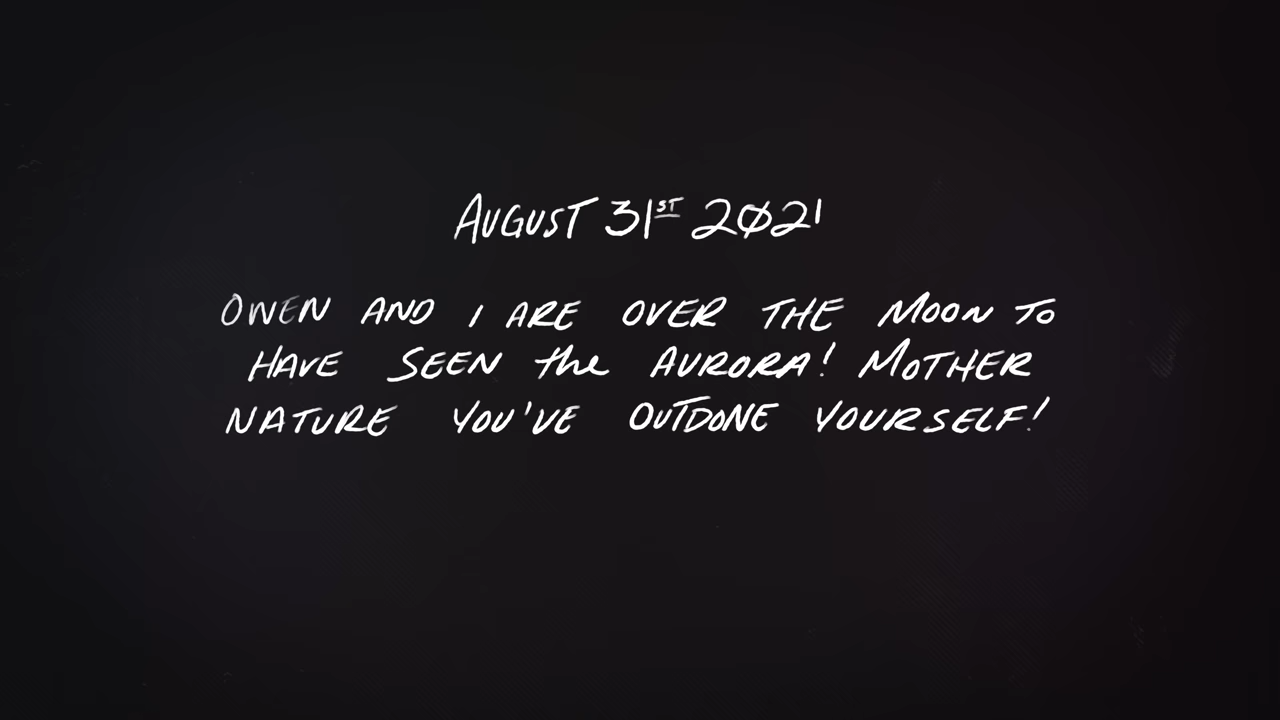 AUGUST 31ST 2021
OWEN AND I ARE OVER THE MOON TO
HAVE SEEN the AURORA! MOTHER
NATURE YOU'VE OUTDONE YOURSELF!